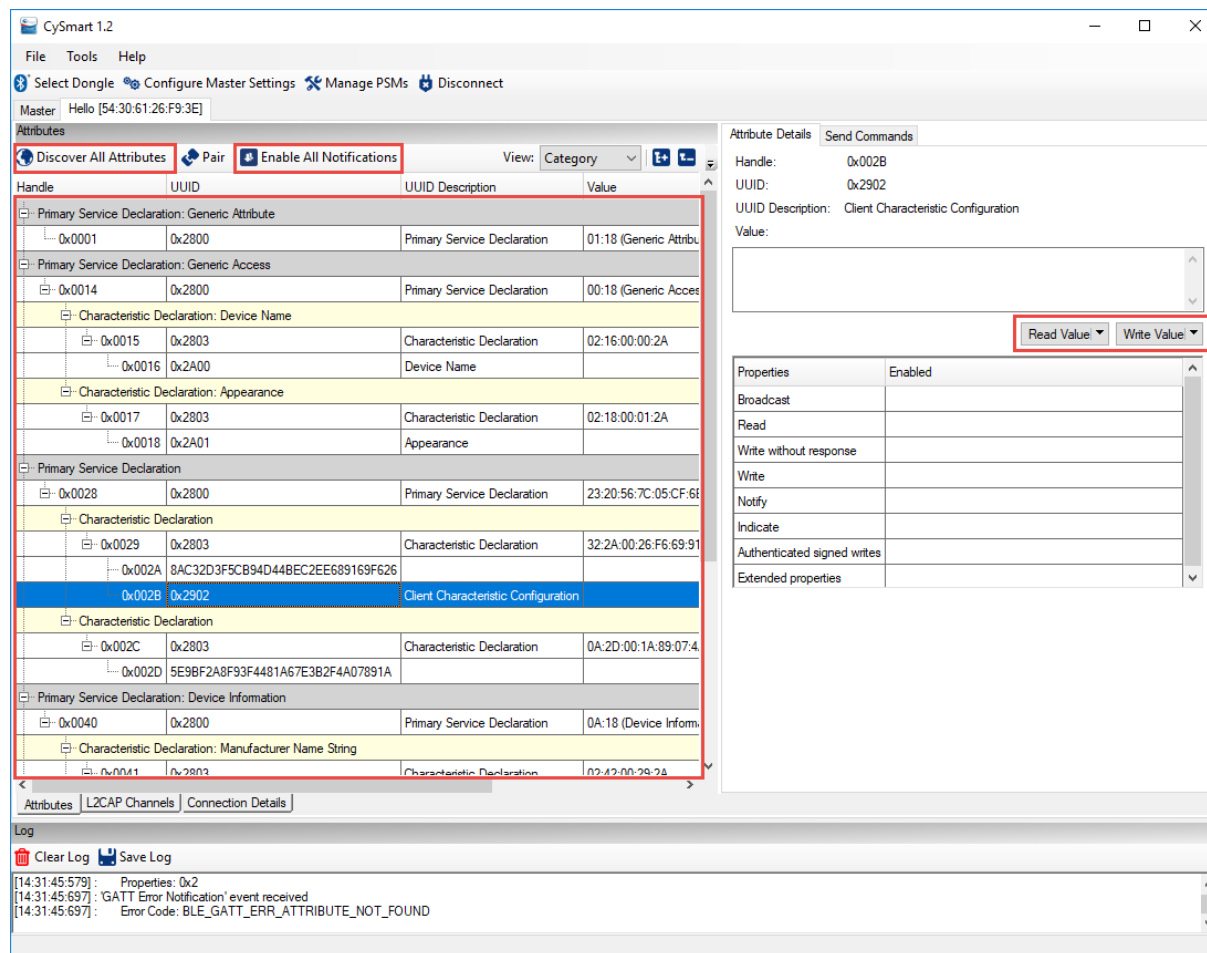 CySmart 1.2
File Tools Help
Select Dongle Configure Master Settings Manage PSMs Disconnect
Master Hello [54:30:61:26:F9:3E]
Attributes
Discover All Attributes Pair Enable All Notifications View: Category
Handle UUID UUID Description Value
Primary Service Declaration: Generic Attribute
0x0001 0x2800 Primary Service Declaration 01:18 (Generic Attribu
Primary Service Declaration: Generic Access
0x0014 0x2800 Primary Service Declaration 00:18 (Generic Acces
Characteristic Declaration: Device Name
0x0015 0x2803 Characteristic Declaration 02:16:00:00:2A
0x0016 0x2A00 Device Name
Characteristic Declaration: Appearance
0x0017 0x2803 Characteristic Declaration 02:18:00:01:2A
0x0018 0x2A01 Appearance
Primary Service Declaration
0x0028 0x2800 Primary Service Declaration 23:20:56:7C:05:CF:6E
Characteristic Declaration
0x0029 0x2803 Characteristic Declaration 32:2A:00:26:F6:69:91
0x002A 8AC32D3F5CB94D44BEC2EE689169F626
0x002B 0x2902 Client Characteristic Configuration
Characteristic Declaration
0x002C 0x2803 Characteristic Declaration 0A:2D:00:1A:89:07:4
0x002D 5E9BF2A8F93F4481A67E3B2F4A07891A
Primary Service Declaration: Device Information
0x0040 0x2800 Primary Service Declaration 0A:18 (Device Inform
Characteristic Declaration: Manufacturer Name String
0x0041 0x2803 Characteristic Declaration 02:42:00:29:2A
Attributes L2CAP Channels Connection Details
Attribute Details Send Commands
Handle: 0x002B
UUID: 0x2902
UUID Description: Client Characteristic Configuration
Value:
Read Value Write Value
Properties Enabled
Broadcast
Read
Write without response
Write
Notify
Indicate
Authenticated signed writes
Extended properties
Log
Clear Log Save Log
[14:31:45:579] : Properties: 0x2
[14:31:45:697] : 'GATT Error Notification' event received
[14:31:45:697] : Error Code: BLE_GATT_ERR_ATTRIBUTE_NOT_FOUND